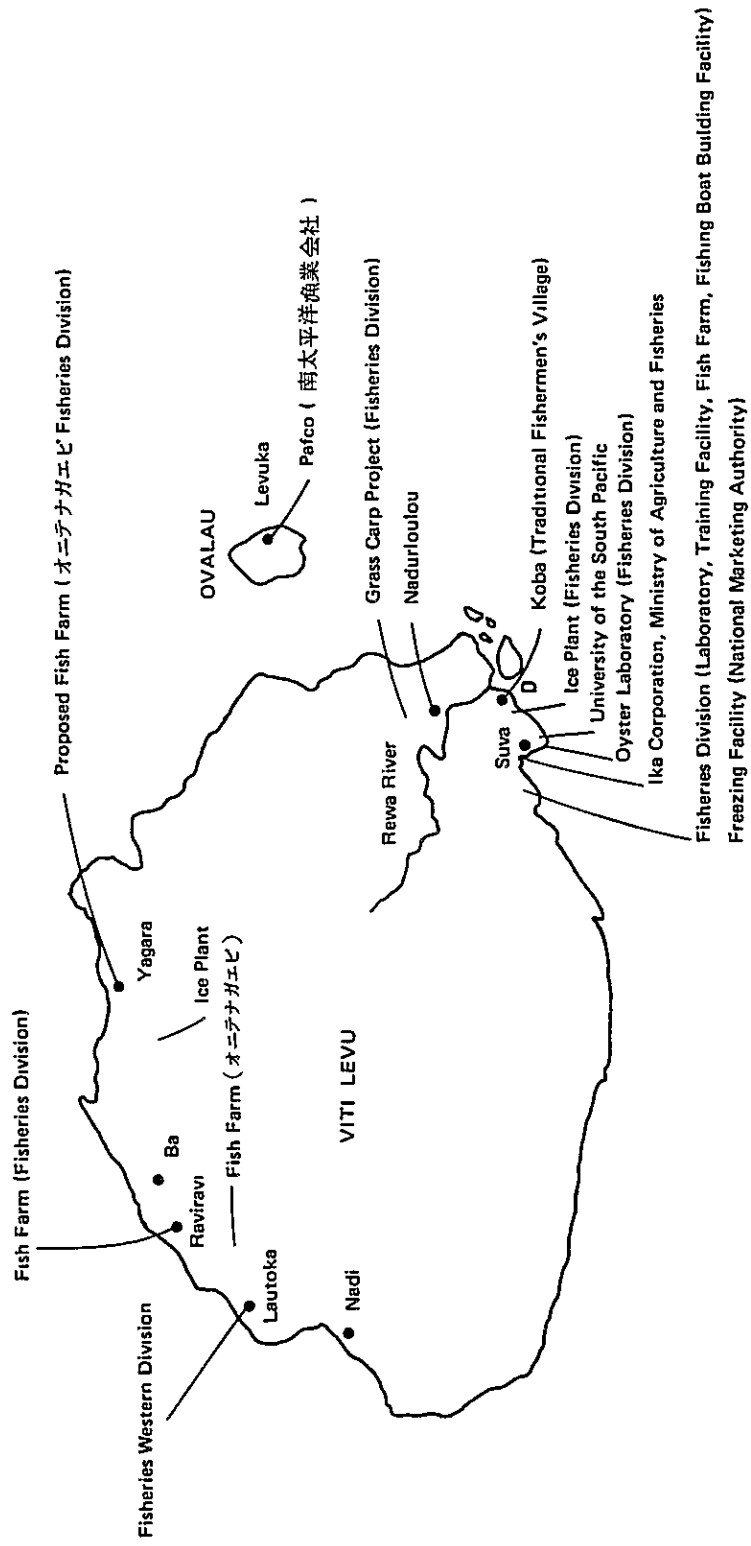 Fish Farm (Fisheries Division)
Proposed Fish Farm (オニテナガエビ Fisheries Division)
Fisheries Western Division
Ba
Raviravi
Yagara
Ice Plant
Fish Farm (オニテナガエビ)
Lautoka
Nadi
VITI LEVU
OVALAU
Levuka
Pafco ( 南太平洋漁業会社 )
Grass Carp Project (Fisheries Division)
Nadurloulou
Rewa River
Suva
D
Koba (Traditional Fishermen's Village)
Ice Plant (Fisheries Division)
University of the South Pacific
Oyster Laboratory (Fisheries Division)
Ika Corporation, Ministry of Agriculture and Fisheries
Fisheries Division (Laboratory, Training Facility, Fish Farm, Fishing Boat Building Facility)
Freezing Facility (National Marketing Authority)